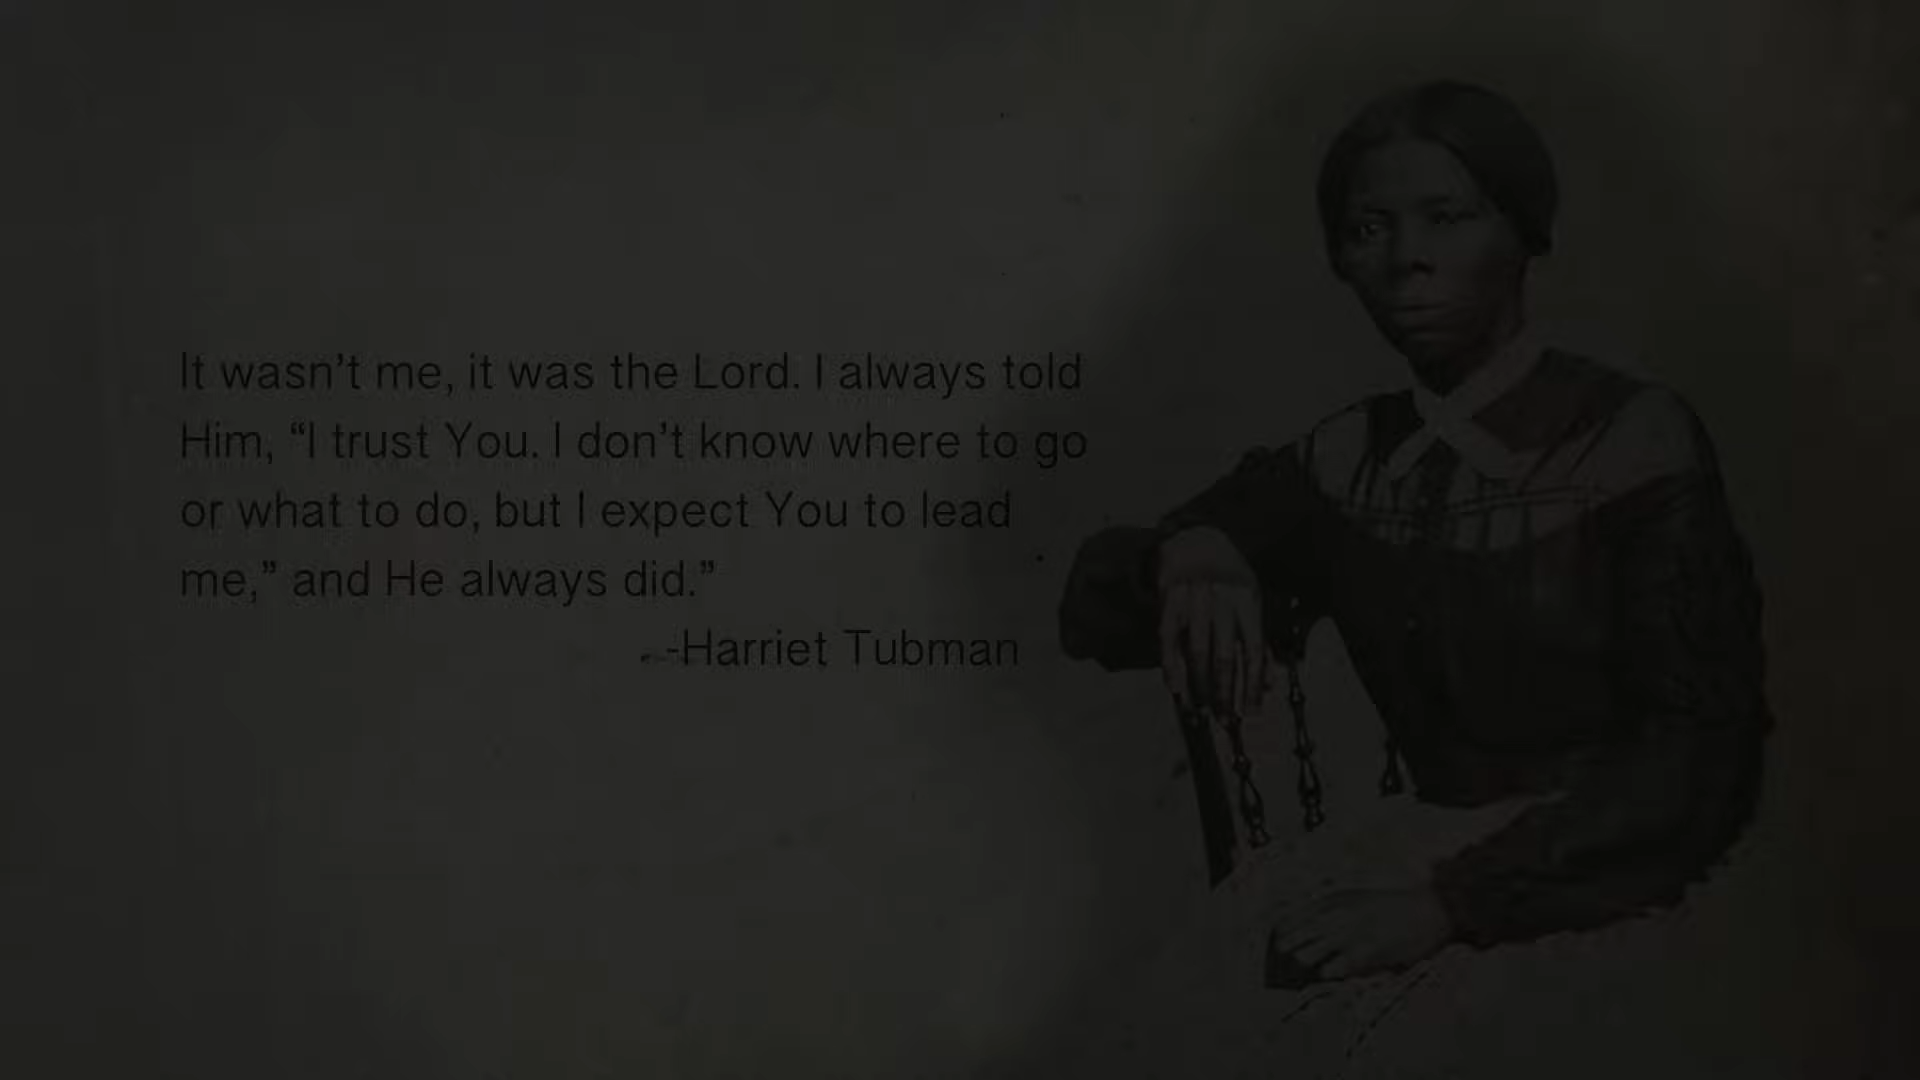 It wasn’t me, it was the Lord. I always told
Him, “I trust You. I don’t know where to go
or what to do, but I expect You to lead
me,” and He always did.”
-Harriet Tubman